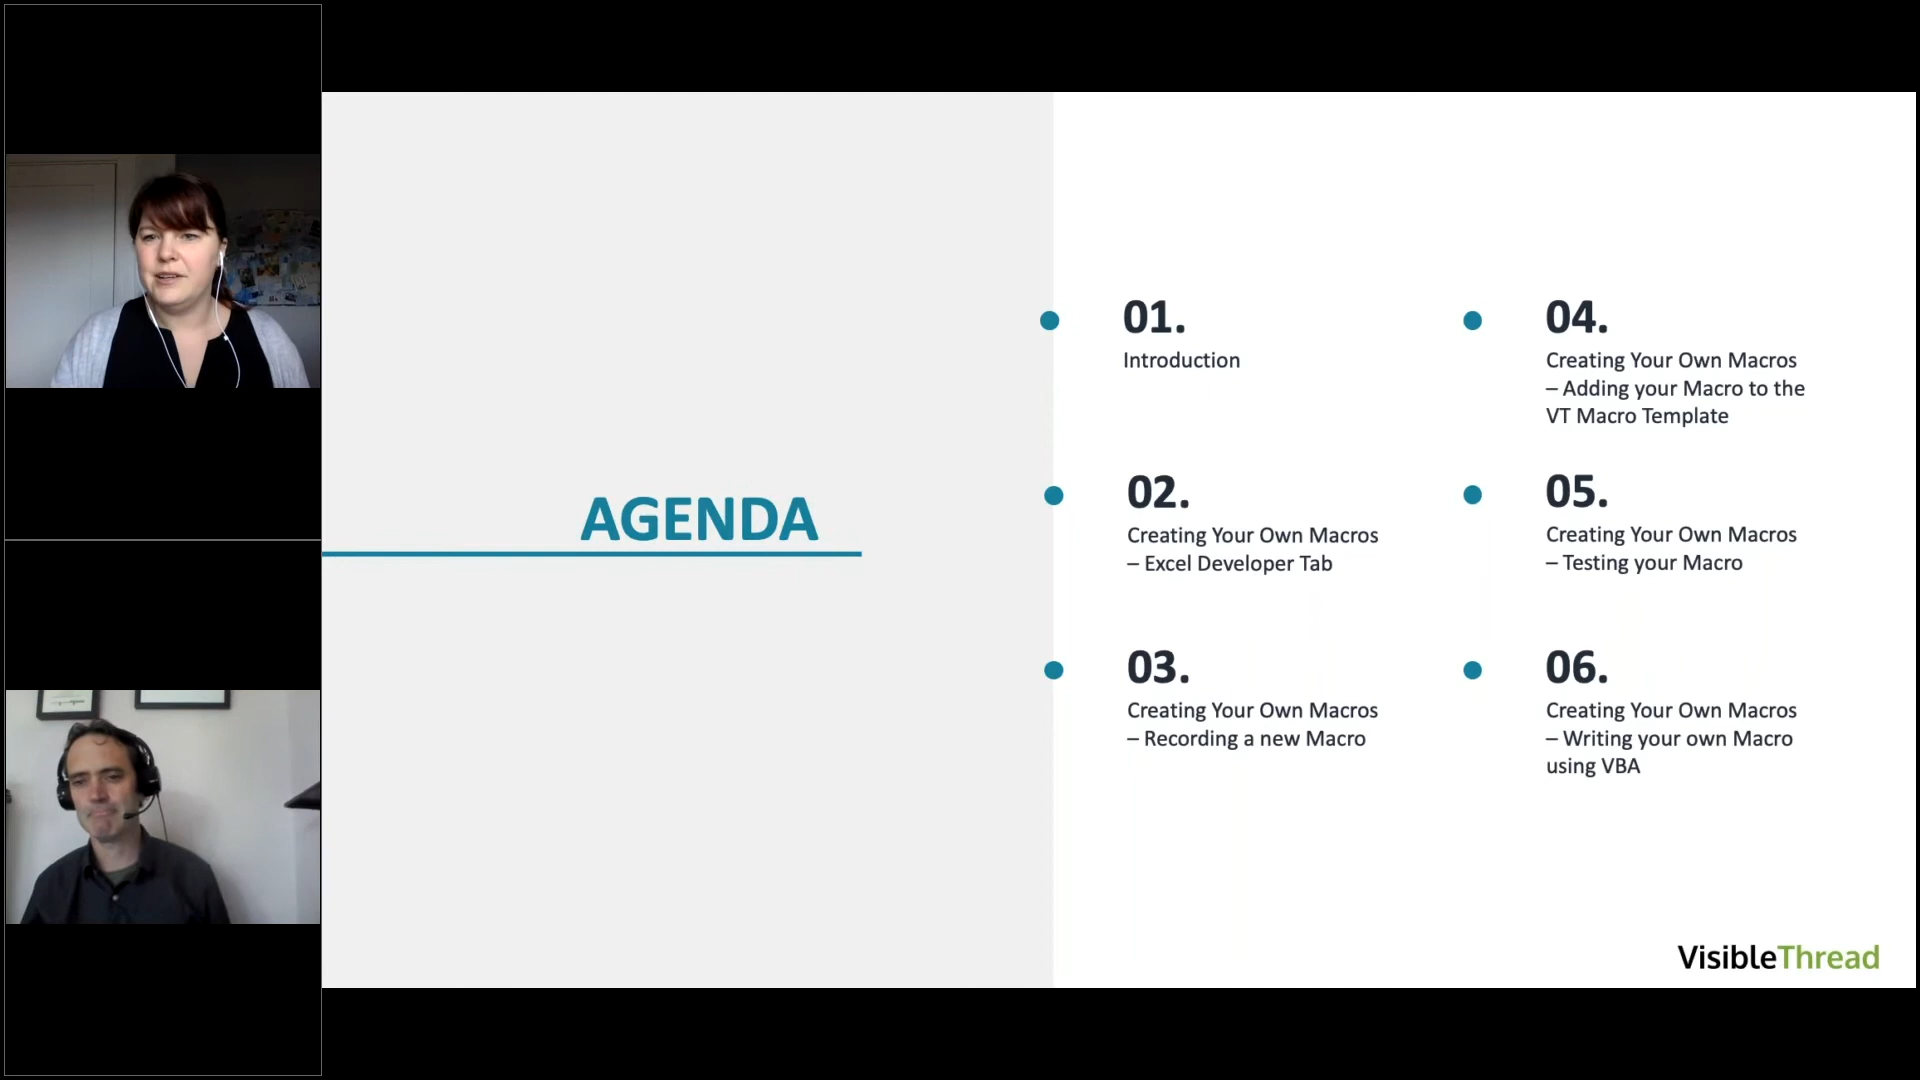 AGENDA
01.
Introduction
02.
Creating Your Own Macros
– Excel Developer Tab
03.
Creating Your Own Macros
– Recording a new Macro
04.
Creating Your Own Macros
– Adding your Macro to the
VT Macro Template
05.
Creating Your Own Macros
– Testing your Macro
06.
Creating Your Own Macros
– Writing your own Macro
using VBA
VisibleThread